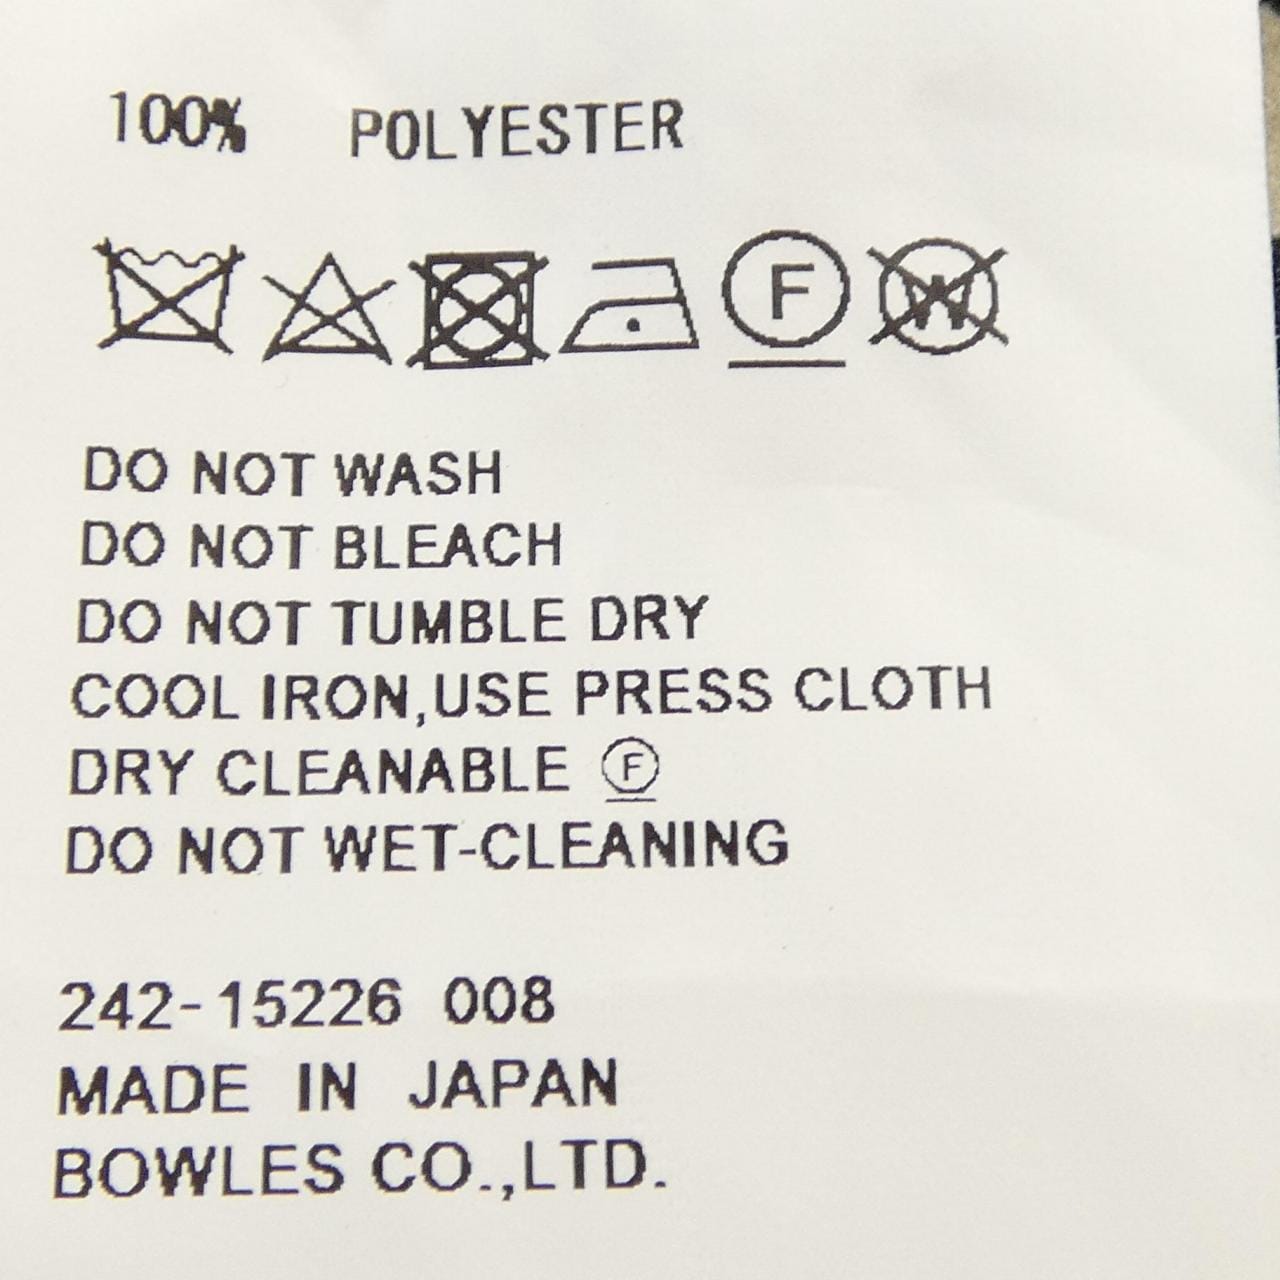 100% POLYESTER
F W
DO NOT WASH
DO NOT BLEACH
DO NOT TUMBLE DRY
COOL IRON,USE PRESS CLOTH
DRY CLEANABLE F
DO NOT WET-CLEANING
242-15226 008
MADE IN JAPAN
BOWLES CO.,LTD.